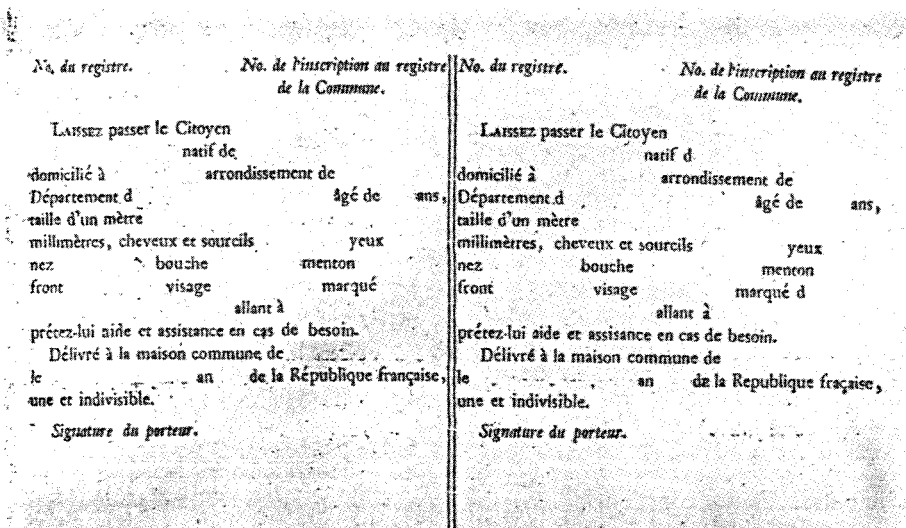 No. du registre. No. de l'inscription au registre
de la Commune.
LAISSEZ passer le Citoyen
natif de
domicilié à arrondissement de
Département d âgé de ans,
taille d'un mètre
millimètres, cheveux et sourcils yeux
nez bouche menton
front visage marqué
allant à
prétez-lui aide et assistance en cas de besoin.
Délivré à la maison commune de
le an de la République française,
une et indivisible.
Signature du porteur.
No. du registre. No. de l'inscription au registre
de la Commune.
LAISSEZ passer le Citoyen
natif d
domicilié à arrondissement de
Département d âgé de ans,
taille d'un mètre
millimètres, cheveux et sourcils yeux
nez bouche menton
front visage marqué d
allant à
prétez-lui aide et assisance en cas de besoin.
Délivré à la maison commune de
le an de la Republique fraçaise,
une et indivisible.
Signature du porteur.